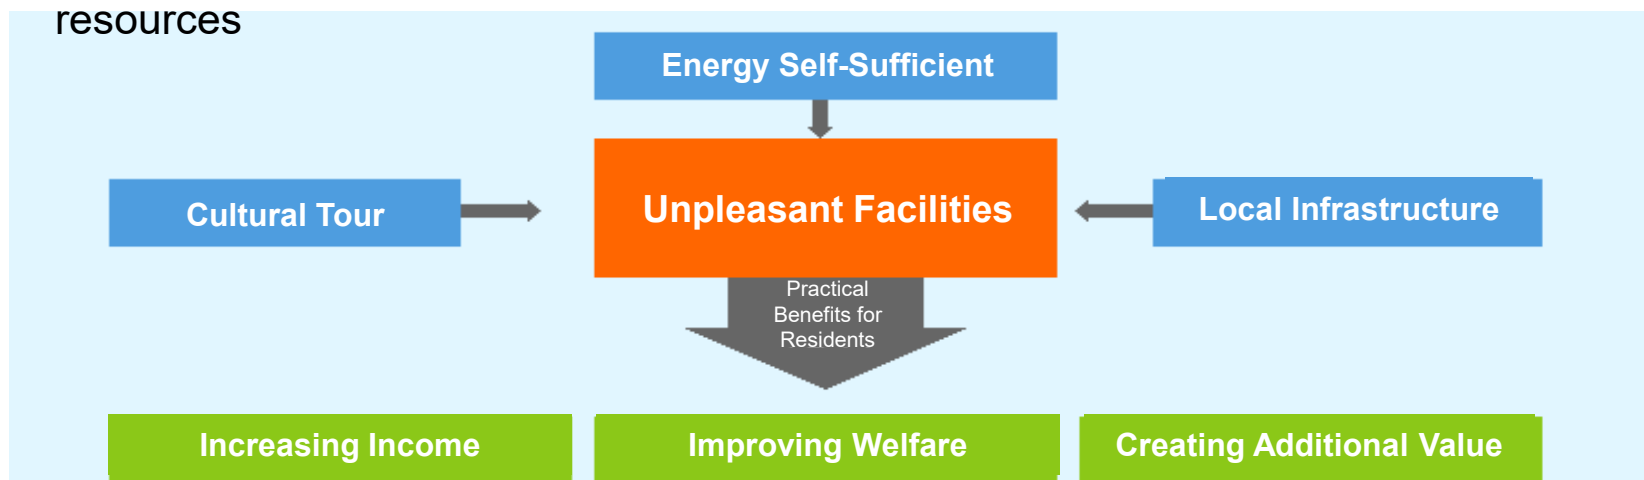 resources
Energy Self-Sufficient
Cultural Tour
Unpleasant Facilities
Local Infrastructure
Practical
Benefits for
Residents
Increasing Income
Improving Welfare
Creating Additional Value